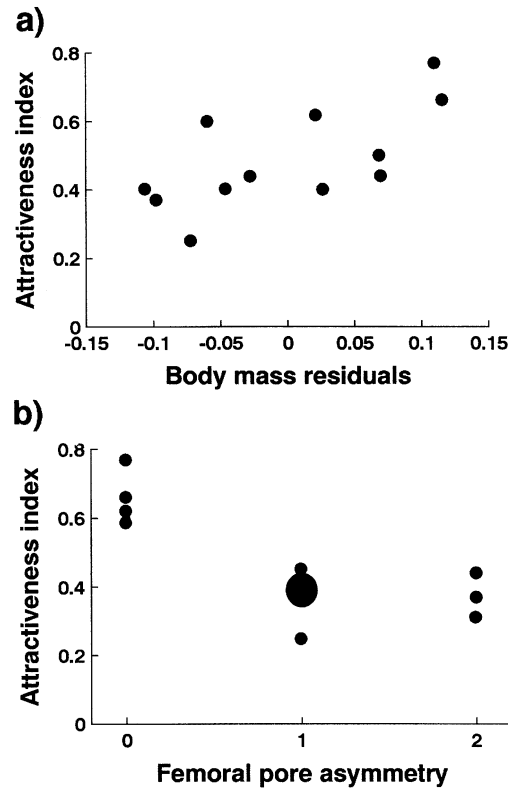 a)
Attractiveness index
0.8
0.6
0.4
0.2
0
-0.15 -0.1 -0.05 0 0.05 0.1 0.15
Body mass residuals
b)
Attractiveness index
0.8
0.6
0.4
0.2
0
0 1 2
Femoral pore asymmetry